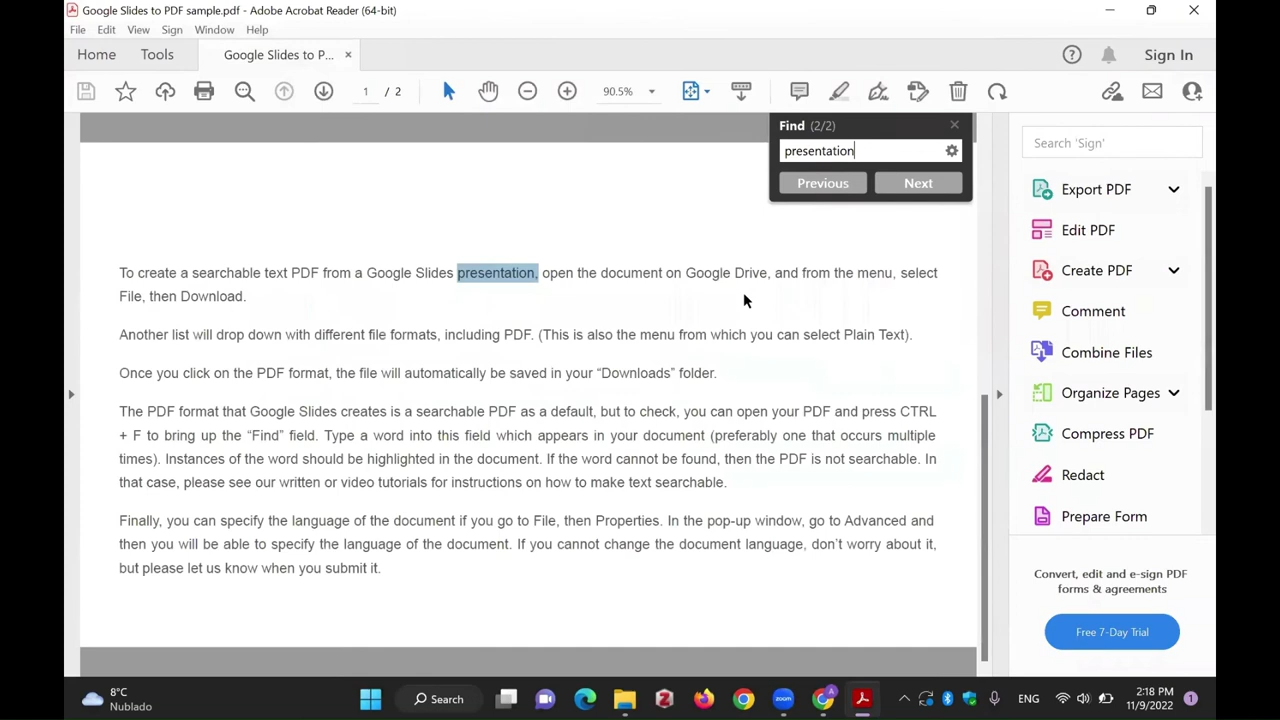 Google Slides to PDF sample.pdf - Adobe Acrobat Reader (64-bit)
File Edit View Sign Window Help
Home Tools Google Slides to P... × Sign In
1 / 2 90.5%
Find (2/2)
presentation
Previous Next
To create a searchable text PDF from a Google Slides presentation, open the document on Google Drive, and from the menu, select
File, then Download.
Another list will drop down with different file formats, including PDF. (This is also the menu from which you can select Plain Text).
Once you click on the PDF format, the file will automatically be saved in your “Downloads” folder.
The PDF format that Google Slides creates is a searchable PDF as a default, but to check, you can open your PDF and press CTRL
+ F to bring up the “Find” field. Type a word into this field which appears in your document (preferably one that occurs multiple
times). Instances of the word should be highlighted in the document. If the word cannot be found, then the PDF is not searchable. In
that case, please see our written or video tutorials for instructions on how to make text searchable.
Finally, you can specify the language of the document if you go to File, then Properties. In the pop-up window, go to Advanced and
then you will be able to specify the language of the document. If you cannot change the document language, don’t worry about it,
but please let us know when you submit it.
Search 'Sign'
Export PDF
Edit PDF
Create PDF
Comment
Combine Files
Organize Pages
Compress PDF
Redact
Prepare Form
Convert, edit and e-sign PDF
forms & agreements
Free 7-Day Trial
8°C
Nublado
Search
zoom
ENG
2:18 PM
11/9/2022
1